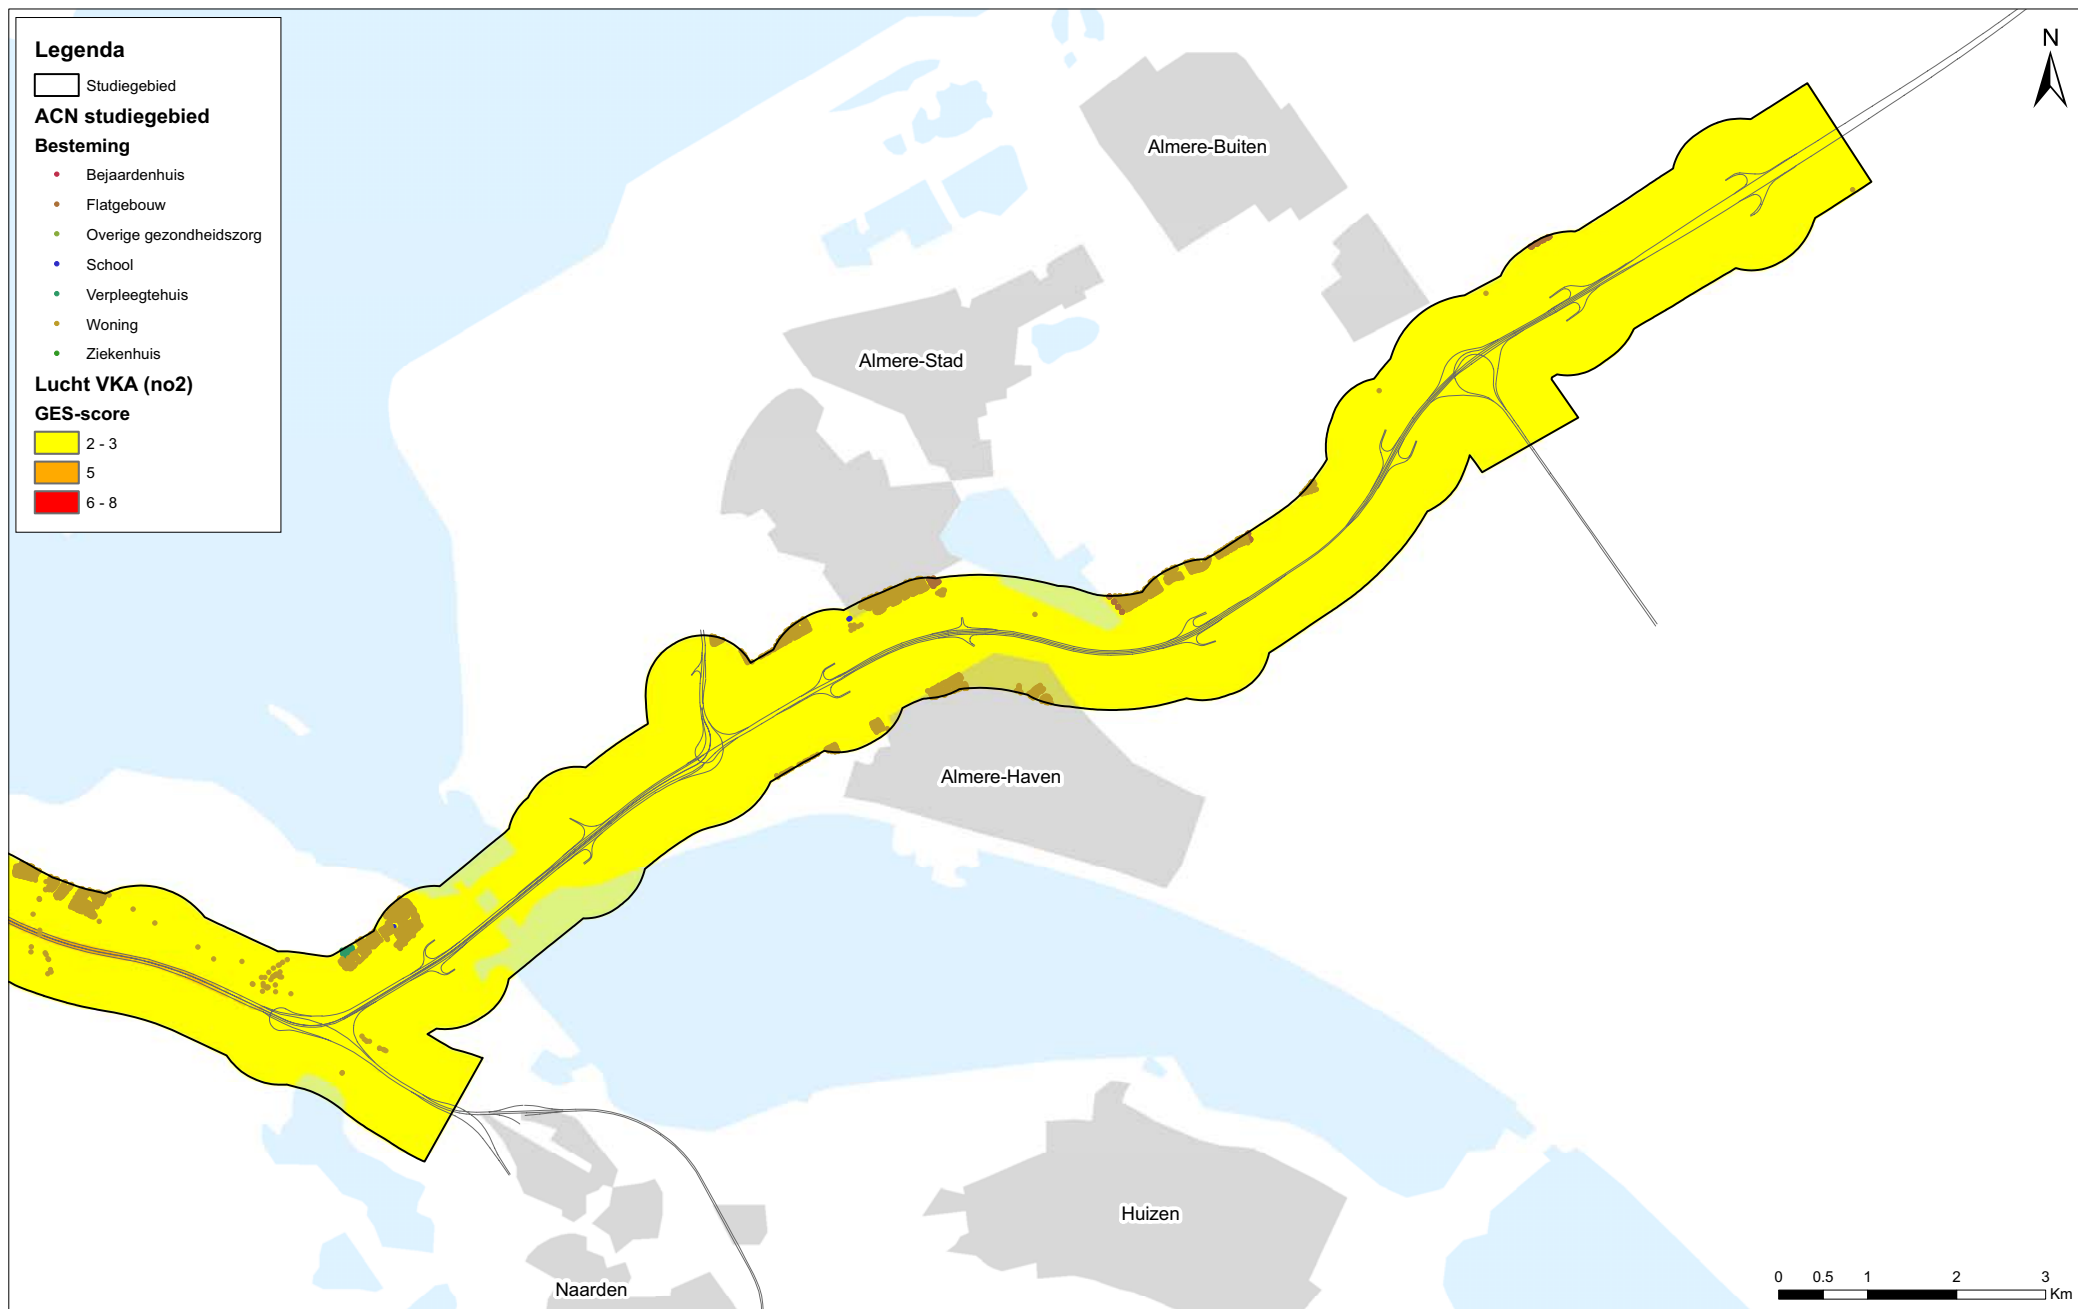 Legenda
Studiegebied
ACN studiegebied
Besteming
Bejaardenhuis
Flatgebouw
Overige gezondheidszorg
School
Verpleegtehuis
Woning
Ziekenhuis
Lucht VKA (no2)
GES-score
2 - 3
5
6 - 8
N
Almere-Buiten
Almere-Stad
Almere-Haven
Huizen
Naarden
0 0.5 1 2 3
Km